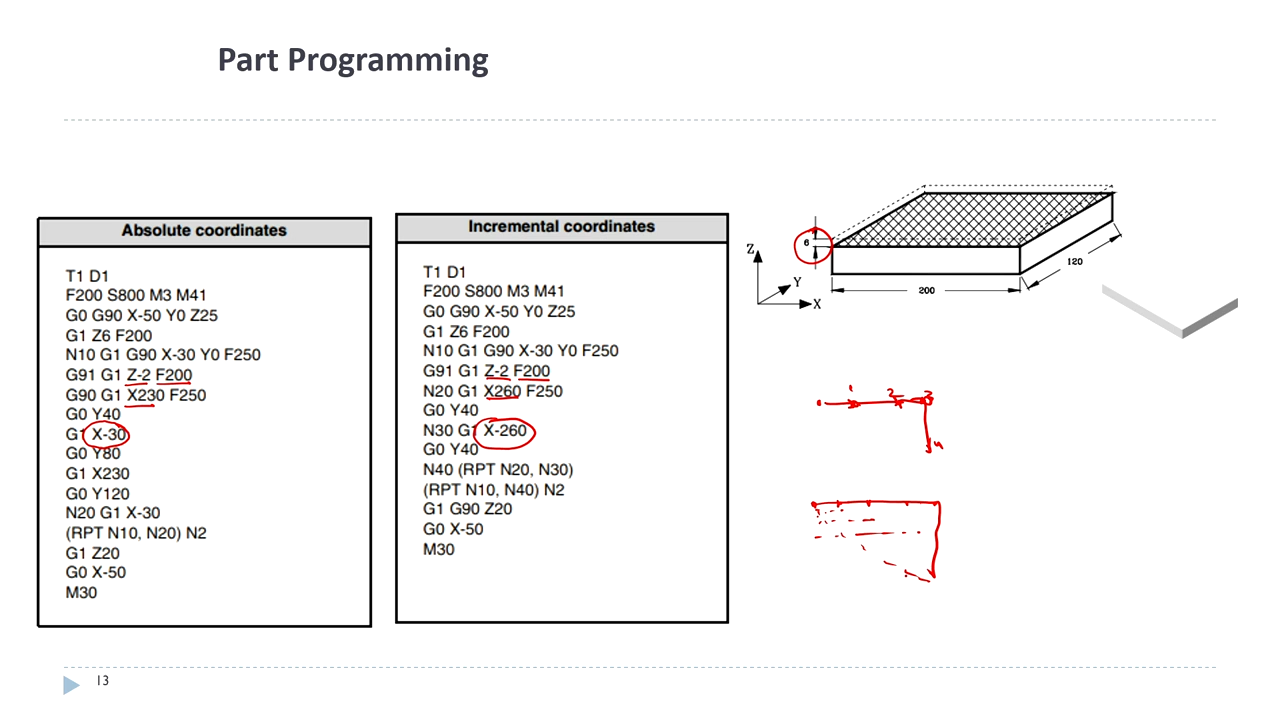 Part Programming
Absolute coordinates
T1 D1
F200 S800 M3 M41
G0 G90 X-50 Y0 Z25
G1 Z6 F200
N10 G1 G90 X-30 Y0 F250
G91 G1 Z-2 F200
G90 G1 X230 F250
G0 Y40
G1 X-30
G0 Y80
G1 X230
G0 Y120
N20 G1 X-30
(RPT N10, N20) N2
G1 Z20
G0 X-50
M30
Incremental coordinates
T1 D1
F200 S800 M3 M41
G0 G90 X-50 Y0 Z25
G1 Z6 F200
N10 G1 G90 X-30 Y0 F250
G91 G1 Z-2 F200
N20 G1 X260 F250
G0 Y40
N30 G1 X-260
G0 Y40
N40 (RPT N20, N30)
(RPT N10, N40) N2
G1 G90 Z20
G0 X-50
M30
6
Z
Y
X
200
120
1
2
3
4
13